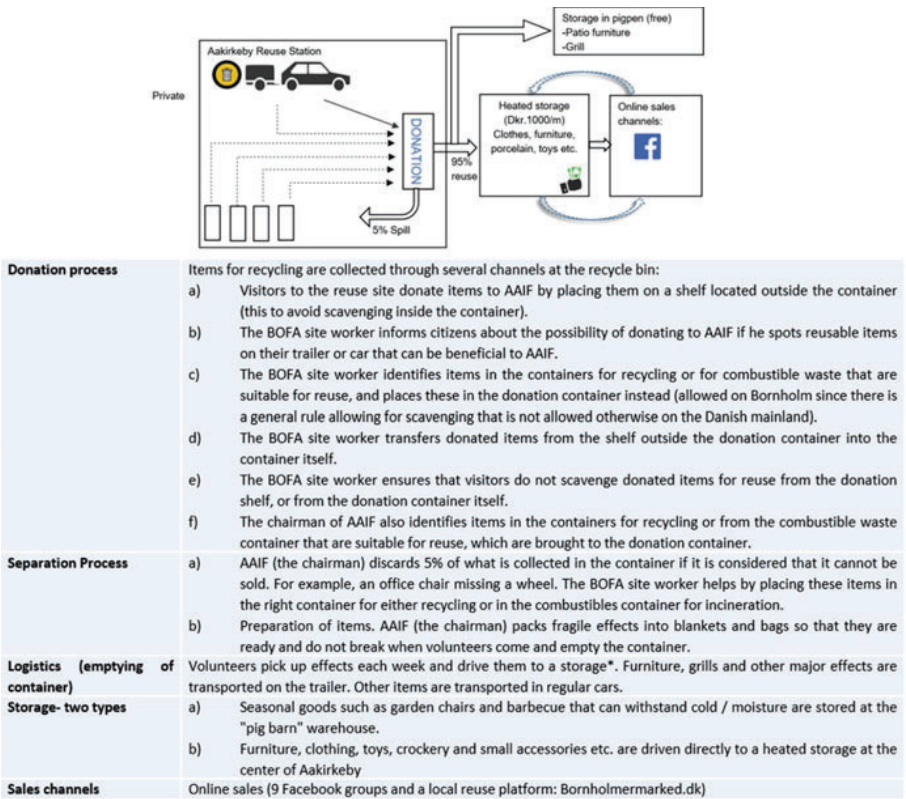 Storage in pigpen (free)
-Patio furniture
-Grill
Aakirkeby Reuse Station
Private
DONATION
95%
reuse
5% Spill
Heated storage
(Dkr.1000/m)
Clothes, furniture,
porcelain, toys etc.
Online sales
channels:
f
Donation process
Items for recycling are collected through several channels at the recycle bin:
a) Visitors to the reuse site donate items to AAIF by placing them on a shelf located outside the container
(this to avoid scavenging inside the container).
b) The BOFA site worker informs citizens about the possibility of donating to AAIF if he spots reusable items
on their trailer or car that can be beneficial to AAIF.
c) The BOFA site worker identifies items in the containers for recycling or for combustible waste that are
suitable for reuse, and places these in the donation container instead (allowed on Bornholm since there is
a general rule allowing for scavenging that is not allowed otherwise on the Danish mainland).
d) The BOFA site worker transfers donated items from the shelf outside the donation container into the
container itself.
e) The BOFA site worker ensures that visitors do not scavenge donated items for reuse from the donation
shelf, or from the donation container itself.
f) The chairman of AAIF also identifies items in the containers for recycling or from the combustible waste
container that are suitable for reuse, which are brought to the donation container.
Separation Process
a) AAIF (the chairman) discards 5% of what is collected in the container if it is considered that it cannot be
sold. For example, an office chair missing a wheel. The BOFA site worker helps by placing these items in
the right container for either recycling or in the combustibles container for incineration.
b) Preparation of items. AAIF (the chairman) packs fragile effects into blankets and bags so that they are
ready and do not break when volunteers come and empty the container.
Logistics (emptying of
container)
Volunteers pick up effects each week and drive them to a storage*. Furniture, grills and other major effects are
transported on the trailer. Other items are transported in regular cars.
Storage- two types
a) Seasonal goods such as garden chairs and barbecue that can withstand cold / moisture are stored at the
"pig barn" warehouse.
b) Furniture, clothing, toys, crockery and small accessories etc. are driven directly to a heated storage at the
center of Aakirkeby
Sales channels
Online sales (9 Facebook groups and a local reuse platform: Bornholmermarked.dk)